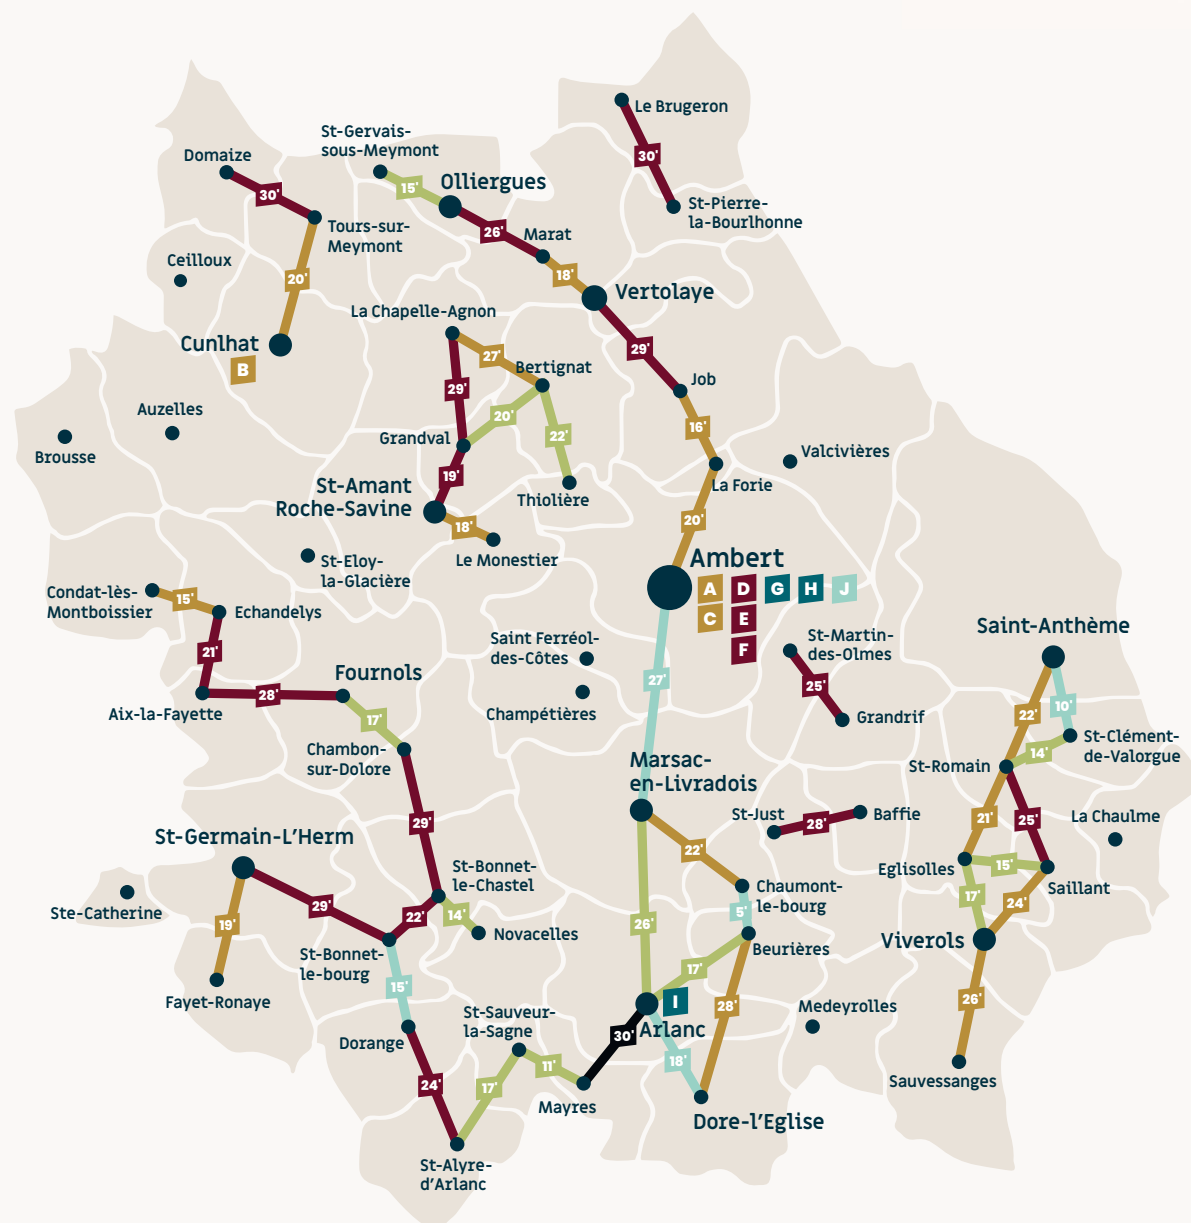 Le Brugeron
St-Gervais-
sous-Meymont
Domaize
30'
15'
Olliergues
30'
St-Pierre-
la-Bourlhonne
Tours-sur-
Meymont
26'
Marat
Ceilloux
20'
18'
Vertolaye
La Chapelle-Agnon
Cunlhat
B
27'
29'
Bertignat
Job
29'
Auzelles
20'
16'
Brousse
Grandval
22'
Valcivières
19'
La Forie
St-Amant
Roche-Savine
Thiolière
18'
20'
Le Monestier
St-Eloy-
la-Glacière
Ambert
A D G H J
C E
F
Condat-lès-
Montboissier
15'
Echandelys
Saint Ferréol-
des-Côtes
St-Martin-
des-Olmes
Saint-Anthème
21'
27'
25'
Fournols
28'
Aix-la-Fayette
17'
Champétières
Grandrif
22'
10'
Chambon-
sur-Dolore
St-Clément-
de-Valorgue
14'
St-Romain
Marsac-
en-Livradois
29'
St-Just
28'
Baffie
21'
25'
La Chaulme
St-Germain-L'Herm
22'
Eglisolles
15'
Saillant
St-Bonnet-
le-Chastel
Chaumont-
le-bourg
17'
24'
Ste-Catherine
29'
22'
14'
5'
19'
26'
Novacelles
Viverols
Beurières
St-Bonnet-
le-bourg
17'
15'
26'
Fayet-Ronaye
I
28'
Medeyrolles
St-Sauveur-
la-Sagne
Arlanc
30'
Dorange
18'
11'
24'
17'
Sauvessanges
Mayres
Dore-l'Eglise
St-Alyre-
d'Arlanc